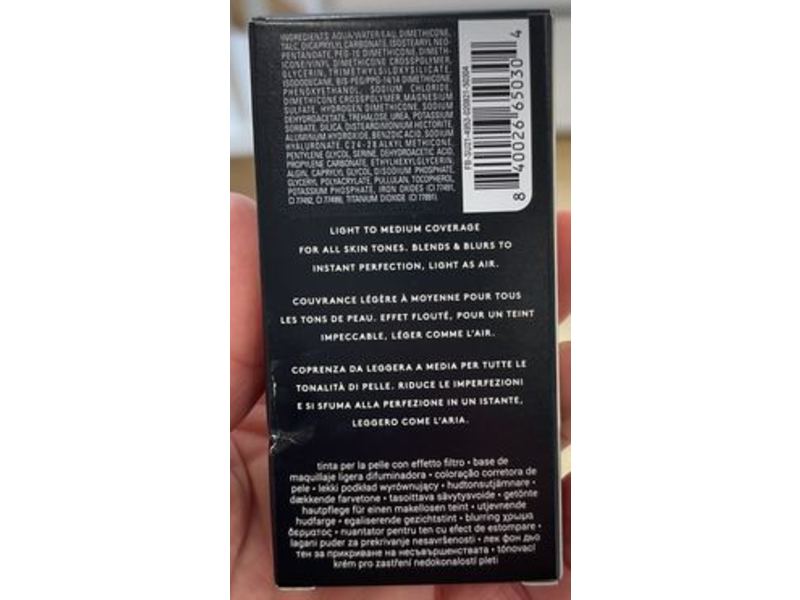 INGREDIENTS: AQUA/WATER/EAU, DIMETHICONE,
TALC, DICAPRYLYL CARBONATE, ISOSTEARYL NEO-
PENTANOATE, PEG-10 DIMETHICONE, DIMETH-
ICONE/VINYL DIMETHICONE CROSSPOLYMER,
GLYCERIN, TRIMETHYLSILOXYSILICATE,
ISODODECANE, BIS-PEG/PPG-14/14 DIMETHICONE,
PHENOXYETHANOL, SODIUM CHLORIDE,
DIMETHICONE CROSSPOLYMER, MAGNESIUM
SULFATE, HYDROGEN DIMETHICONE, SODIUM
DEHYDROACETATE, TREHALOSE, UREA, POTASSIUM
SORBATE, SILICA, DISTEARDIMONIUM HECTORITE,
ALUMINUM HYDROXIDE, BENZOIC ACID, SODIUM
HYALURONATE, C24-28 ALKYL METHICONE,
PENTYLENE GLYCOL, SERINE, DEHYDROACETIC ACID,
PROPYLENE CARBONATE, ETHYLHEXYLGLYCERIN,
ALGIN, CAPRYLYL GLYCOL, DISODIUM PHOSPHATE,
GLYCERYL POLYACRYLATE, PULLULAN, TOCOPHEROL,
POTASSIUM PHOSPHATE, IRON OXIDES (CI 77491,
CI 77492, CI 77499), TITANIUM DIOXIDE (CI 77891).
8 40026 65030 4
LIGHT TO MEDIUM COVERAGE
FOR ALL SKIN TONES. BLENDS & BLURS TO
INSTANT PERFECTION, LIGHT AS AIR.
COUVRANCE LÉGÈRE À MOYENNE POUR TOUS
LES TONS DE PEAU. EFFET FLOUTÉ, POUR UN TEINT
IMPECCABLE, LÉGER COMME L'AIR.
COPRENZA DA LEGGERA A MEDIA PER TUTTE LE
TONALITÀ DI PELLE. RIDUCE LE IMPERFEZIONI
E SI SFUMA ALLA PERFEZIONE IN UN ISTANTE,
LEGGERO COME L'ARIA.
tinta per la pelle con effetto filtro • base de
maquillaje ligera difuminadora • coloração corretora de
pele • lekki podkład wyrównujący • hudtonsutjämnare •
dækkende farvetone • tasoittava sävytysvoide • getönte
hautpflege für einen makellosen teint • utjevnende
hudfarge • egaliserende gezichtstint • blurring χρωμα
δερματος • nuantator pentru ten cu efect de estompare •
lagani puder za prekrivanje nesavršenosti • лек фон дьо
тен за прикриване на несъвършенствата • tónovací
krém pro zastření nedokonalostí pleti